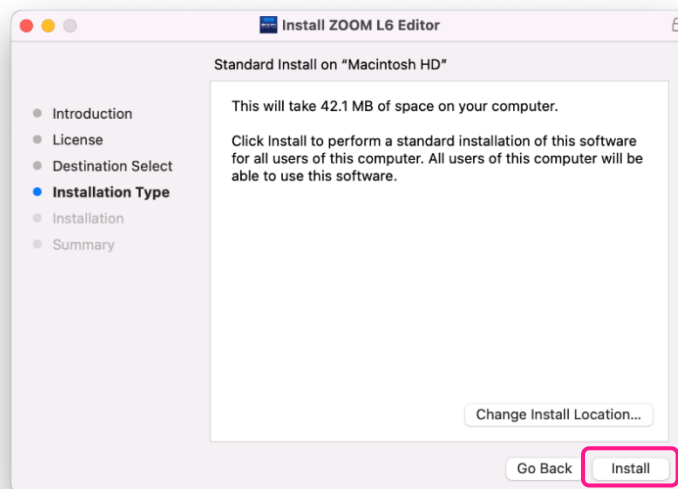 Install ZOOM L6 Editor
Standard Install on “Macintosh HD”
Introduction
License
Destination Select
Installation Type
Installation
Summary
This will take 42.1 MB of space on your computer.
Click Install to perform a standard installation of this software
for all users of this computer. All users of this computer will be
able to use this software.
Change Install Location...
Go Back
Install